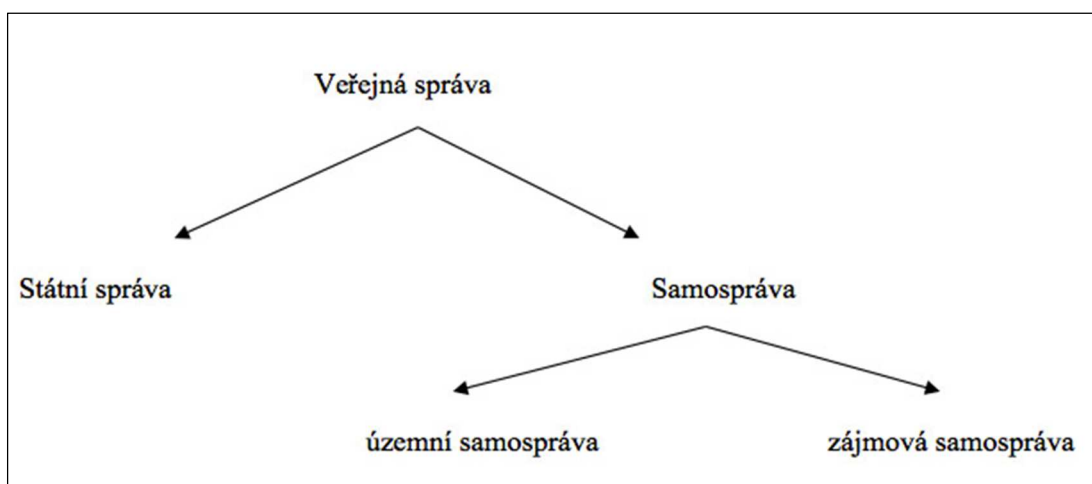 Veřejná správa
Státní správa
Samospráva
územní samospráva
zájmová samospráva